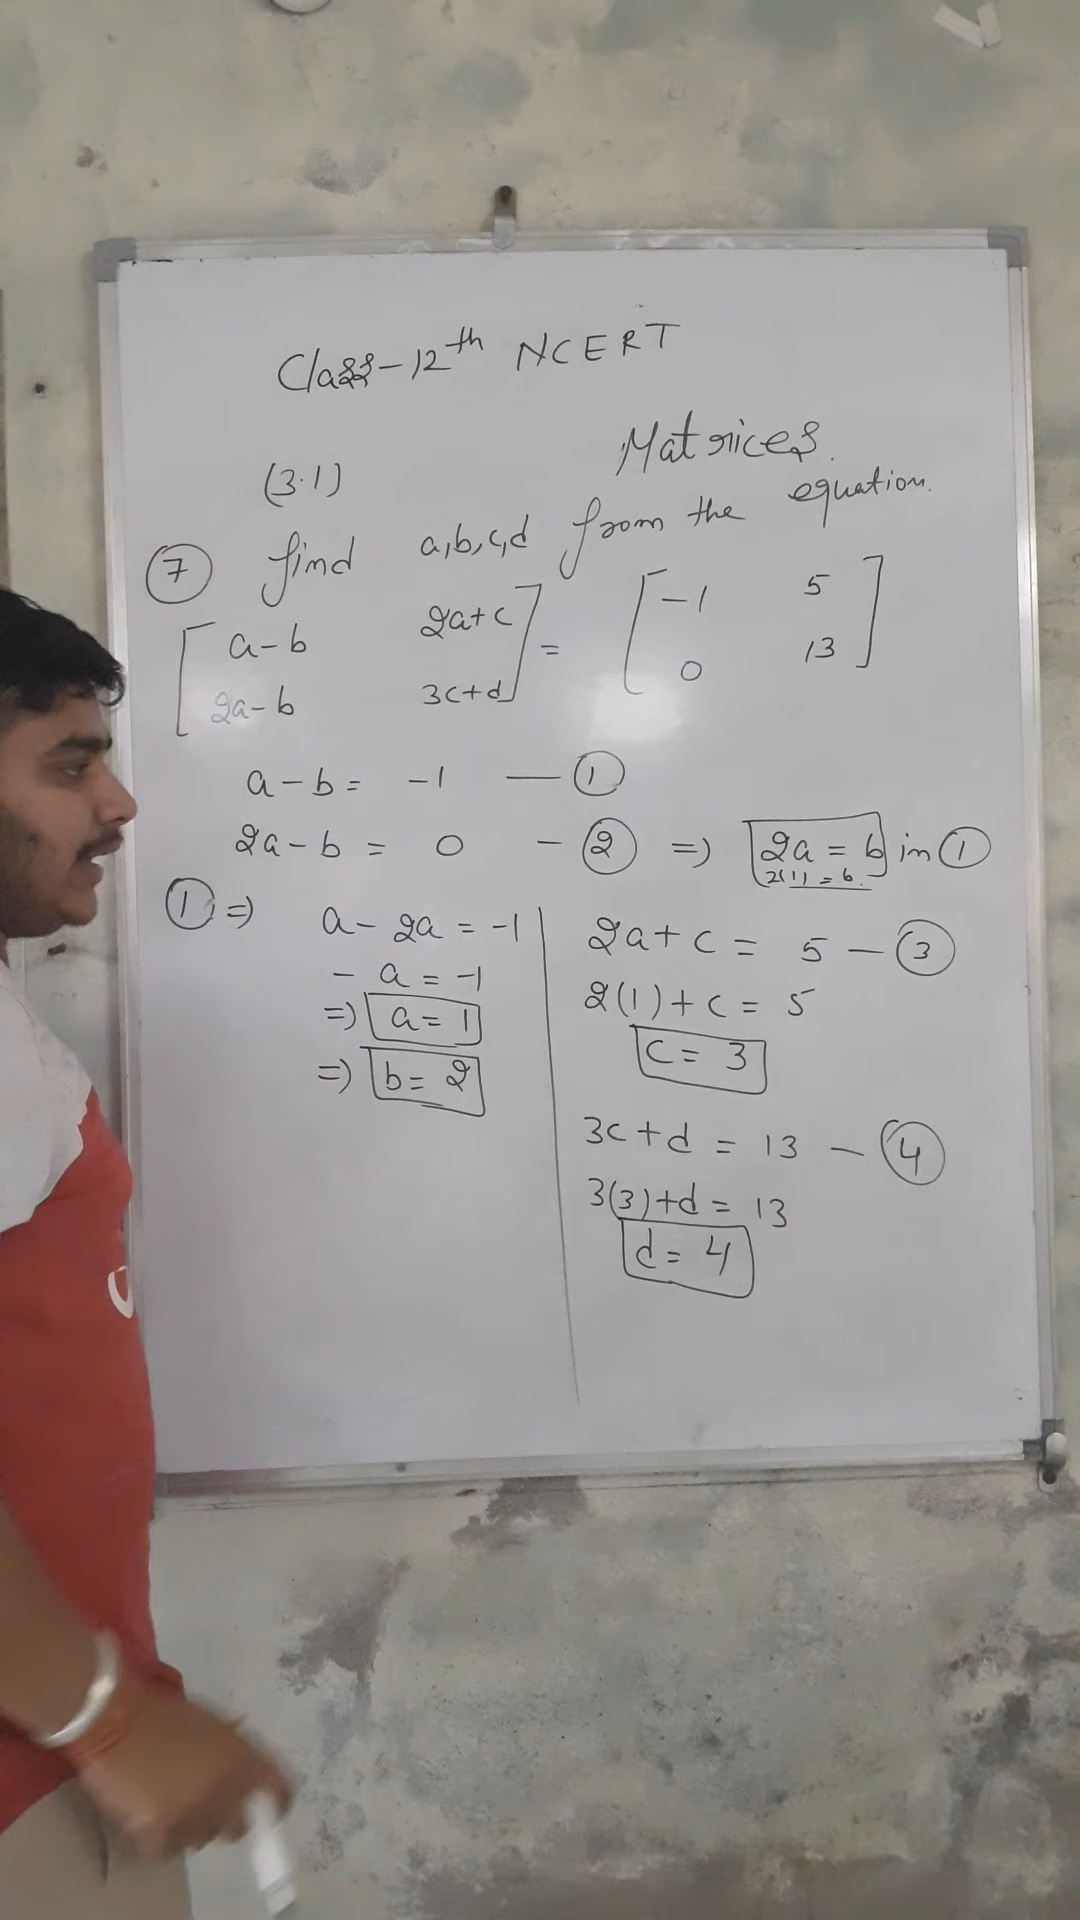 Class-12th NCERT
Matrices.
(3.1)
7 find a,b,c,d from the equation.
[ a-b 2a+c ] = [ -1 5 ]
[ 2a-b 3c+d ] [ 0 13 ]
a-b = -1 — 1
2a-b = 0 - 2 => 2a = b in 1
2(1) = b.
1 => a-2a = -1
-a = -1
=> a = 1
=> b = 2
2a+c = 5 — 3
2(1)+c = 5
c = 3
3c+d = 13 — 4
3(3)+d = 13
d = 4